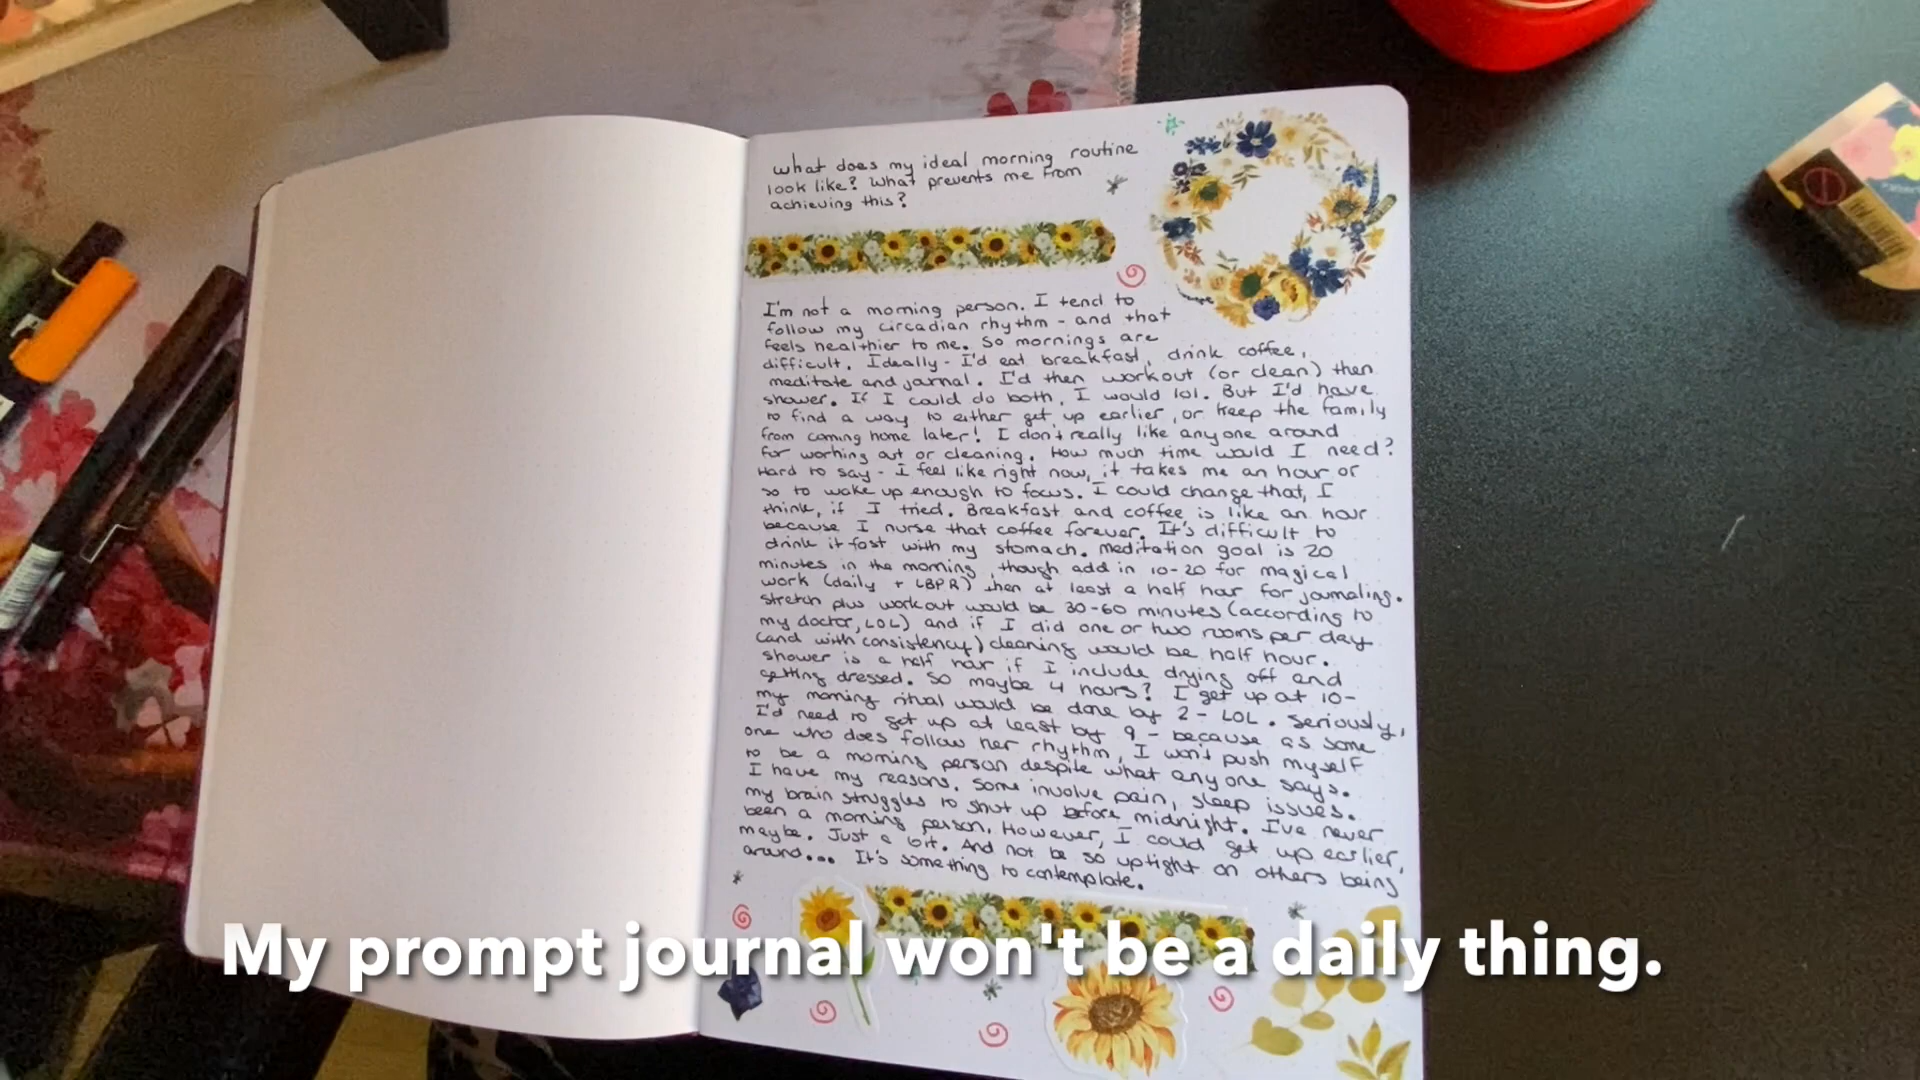 what does my ideal morning routine
look like? What prevents me from
achieving this?
I'm not a morning person. I tend to
follow my circadian rhythm - and that
feels healthier to me. So mornings are
difficult. Ideally - I'd eat breakfast, drink coffee,
meditate and jarnal. I'd then workout (or clean) then
shower. If I could do both, I would lol. But I'd have
to find a way to either get up earlier, or keep the family
from coming home later! I don't really like anyone around
for working out or cleaning. How much time would I need?
Hard to say - I feel like right now, it takes me an hour or
so to wake up enough to focus. I could change that, I
think, if I tried. Breakfast and coffee is like an hour
because I nurse that coffee forever. It's difficult to
drink it fast with my stomach. Meditation goal is 20
minutes in the morning, though add in 10-20 for magical
work (daily + LBPR) then at least a half hour for journaling.
Stretch plus workout would be 30-60 minutes (according to
my doctor, LOL) and if I did one or two rooms per day
(and with consistency) cleaning would be half hour.
Shower is a half hour if I include drying off and
getting dressed. So maybe 4 hours? I get up at 10-
my morning ritual would be done by 2 - LOL. Seriously,
I'd need to get up at least by 9 - because as some
one who does follow her rhythm, I won't push myself
to be a morning person despite what anyone says.
I have my reasons. Some involve pain, sleep issues.
my brain struggles to shut up before midnight. I've never
been a morning person. However, I could get up earlier,
maybe. Just a bit. And not be so uptight on others being
around... It's something to contemplate.
My prompt journal won't be a daily thing.